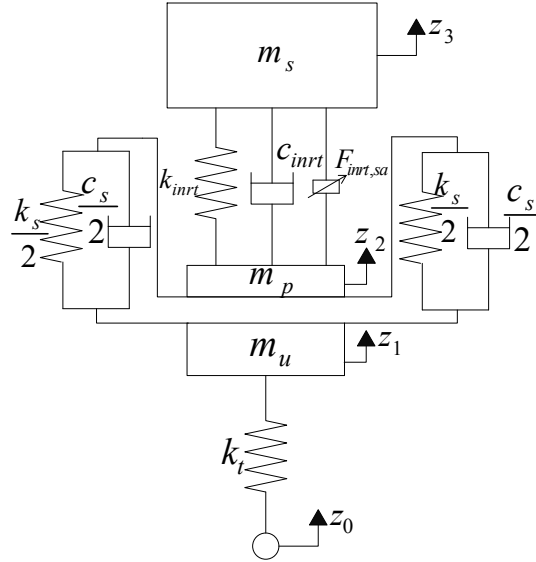 z_3
m_s
c_inrt
F_inrt,sa
k_inrt
c_s/2
k_s/2
k_s/2
c_s/2
z_2
m_p
z_1
m_u
k_t
z_0